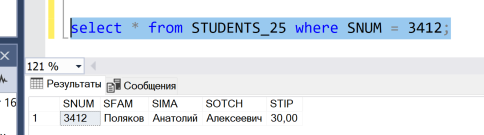 select * from STUDENTS_25 where SNUM = 3412;
121 %
Результаты Сообщения
16
SNUM SFAM SIMA SOTCH STIP
1 3412 Поляков Анатолий Алексеевич 30,00